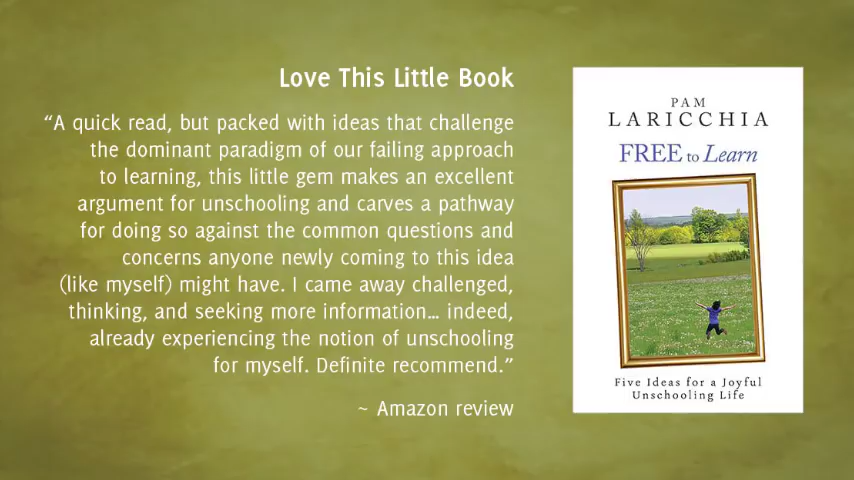 Love This Little Book
“A quick read, but packed with ideas that challenge
the dominant paradigm of our failing approach
to learning, this little gem makes an excellent
argument for unschooling and carves a pathway
for doing so against the common questions and
concerns anyone newly coming to this idea
(like myself) might have. I came away challenged,
thinking, and seeking more information... indeed,
already experiencing the notion of unschooling
for myself. Definite recommend.”
~ Amazon review
PAM
LARICCHIA
FREE to Learn
Five Ideas for a Joyful
Unschooling Life